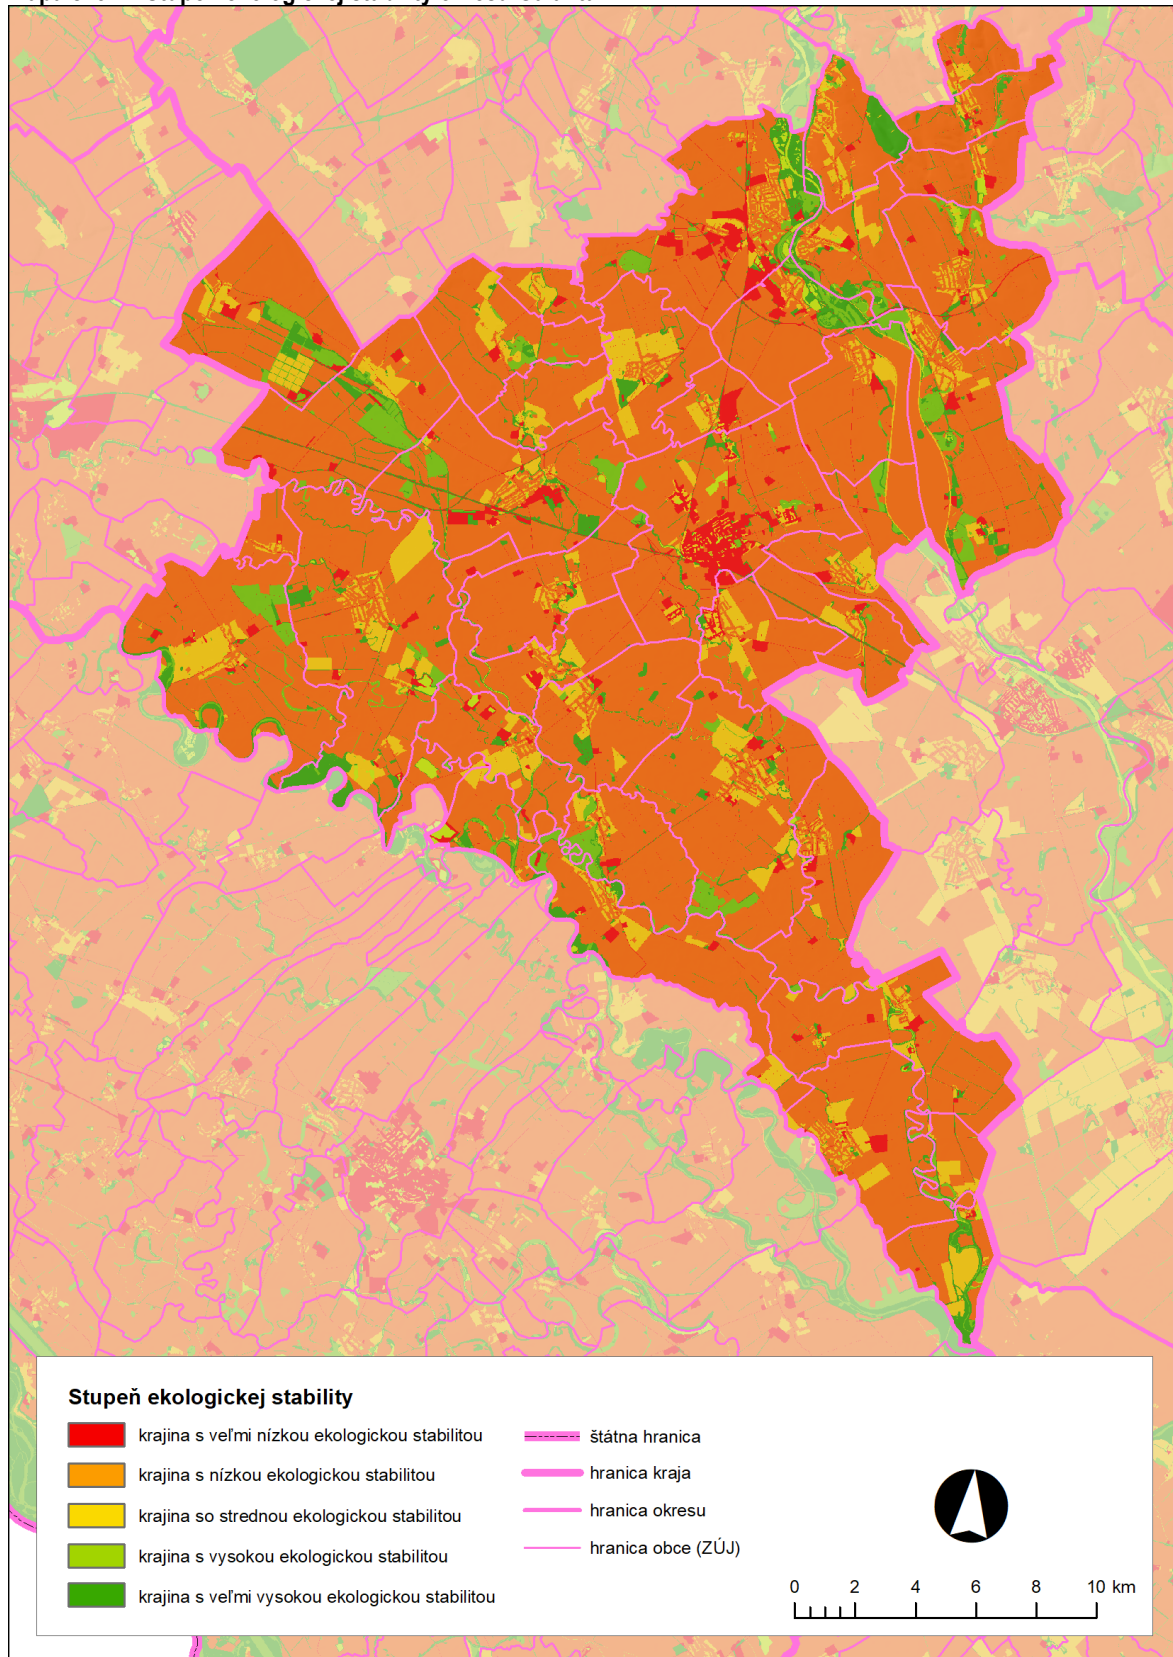 Stupeň ekologickej stability
krajina s veľmi nízkou ekologickou stabilitou
krajina s nízkou ekologickou stabilitou
krajina so strednou ekologickou stabilitou
krajina s vysokou ekologickou stabilitou
krajina s veľmi vysokou ekologickou stabilitou
štátna hranica
hranica kraja
hranica okresu
hranica obce (ZÚJ)
0 2 4 6 8 10 km